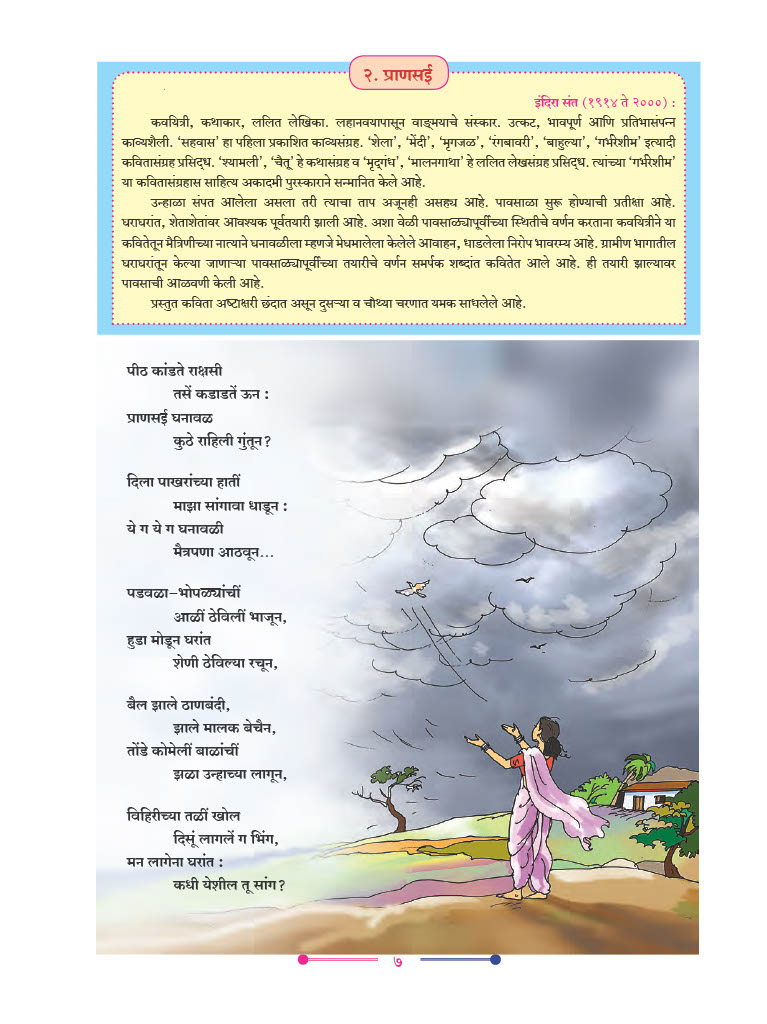 २. प्राणसई
इंदिरा संत (१९१४ ते २०००) :
कवयित्री, कथाकार, ललित लेखिका. लहानवयापासून वाङ्मयाचे संस्कार. उत्कट, भावपूर्ण आणि प्रतिभासंपन्न
काव्यशैली. ‘सहवास’ हा पहिला प्रकाशित काव्यसंग्रह. ‘शेला’, ‘मेंदी’, ‘मृगजळ’, ‘रंगबावरी’, ‘बाहुल्या’, ‘गर्भरेशीम’ इत्यादी
कवितासंग्रह प्रसिद्ध. ‘श्यामली’, ‘चैतू’ हे कथासंग्रह व ‘मृद्गंध’, ‘मालनगाथा’ हे ललित लेखसंग्रह प्रसिद्ध. त्यांच्या ‘गर्भरेशीम’
या कवितासंग्रहास साहित्य अकादमी पुरस्काराने सन्मानित केले आहे.
उन्हाळा संपत आलेला असला तरी त्याचा ताप अजूनही असह्य आहे. पावसाळा सुरू होण्याची प्रतीक्षा आहे.
घराघरांत, शेताशेतांवर आवश्यक पूर्वतयारी झाली आहे. अशा वेळी पावसाळ्यापूर्वीच्या स्थितीचे वर्णन करताना कवयित्रीने या
कवितेतून मैत्रिणीच्या नात्याने घनावळीला म्हणजे मेघमालेला केलेले आवाहन, धाडलेला निरोप भावरम्य आहे. ग्रामीण भागातील
घराघरांतून केल्या जाणाऱ्या पावसाळ्यापूर्वीच्या तयारीचे वर्णन समर्पक शब्दांत कवितेत आले आहे. ही तयारी झाल्यावर
पावसाची आळवणी केली आहे.
प्रस्तुत कविता अष्टाक्षरी छंदात असून दुसऱ्या व चौथ्या चरणात यमक साधलेले आहे.
पीठ कांडते राक्षसी
तसें कडाडतें ऊन :
प्राणसई घनावळ
कुठे राहिली गुंतून?
दिला पाखरांच्या हातीं
माझा सांगावा धाडून :
ये ग ये ग घनावळी
मैत्रपणा आठवून...
पडवळा-भोपळ्यांचीं
आळीं ठेविलीं भाजून,
हुडा मोडून घरांत
शेणी ठेविल्या रचून,
बैल झाले ठाणबंदी,
झाले मालक बेचैन,
तोंडे कोमेलीं बाळांचीं
झळा उन्हाच्या लागून,
विहिरीच्या तळीं खोल
दिसूं लागलें ग भिंग,
मन लागेना घरांत :
कधी येशील तू सांग?
७